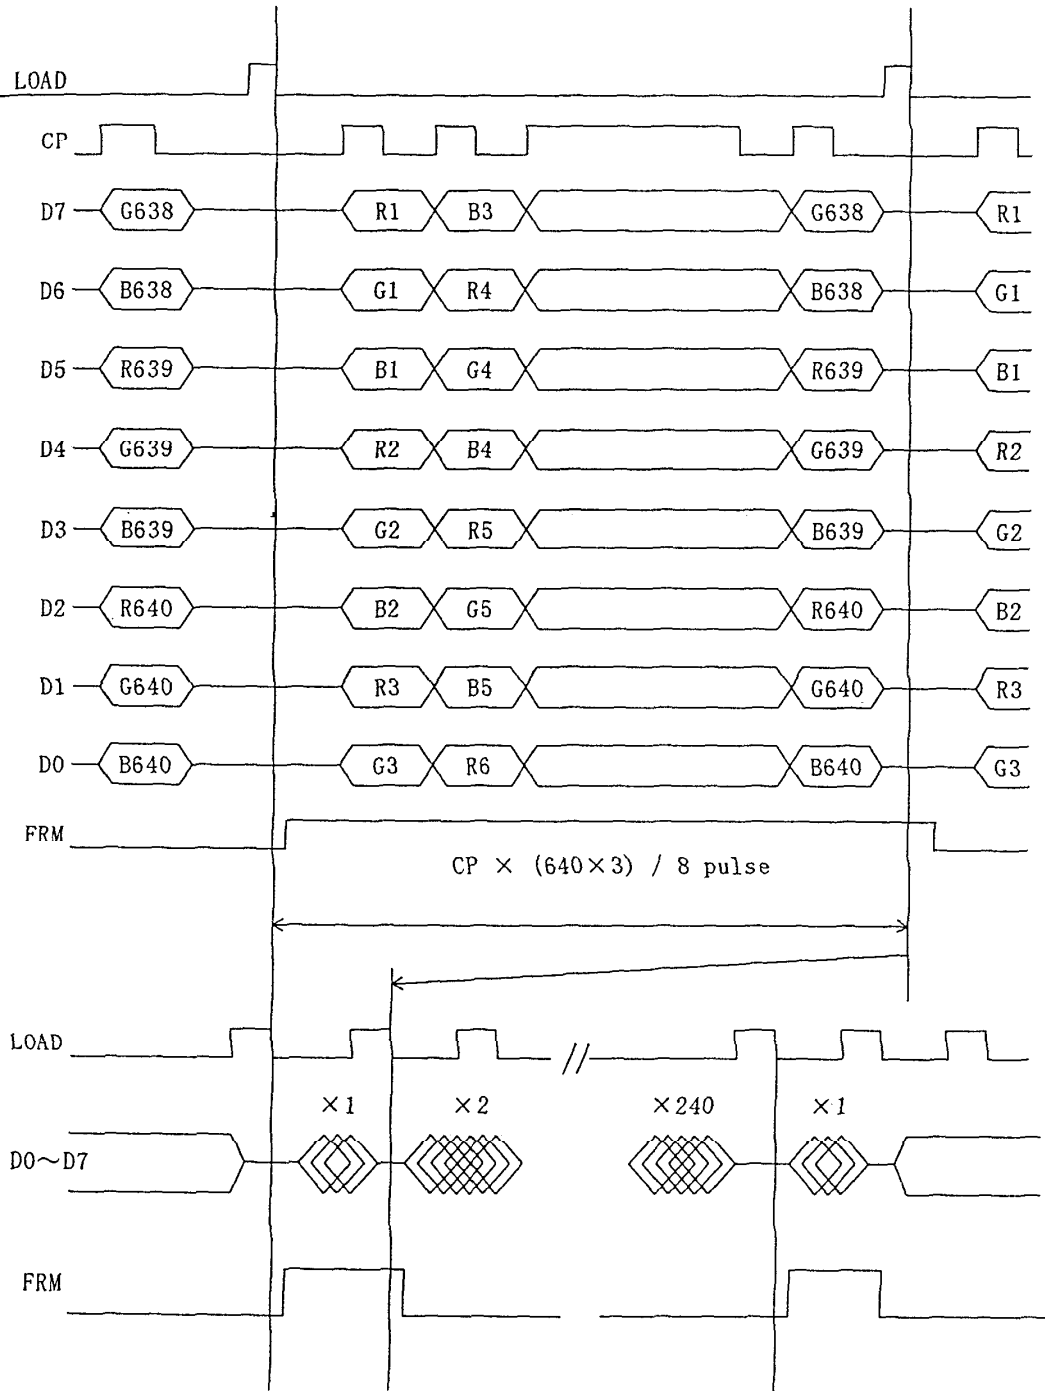 LOAD
CP
D7 G638 R1 B3 G638 R1
D6 B638 G1 R4 B638 G1
D5 R639 B1 G4 R639 B1
D4 G639 R2 B4 G639 R2
D3 B639 G2 R5 B639 G2
D2 R640 B2 G5 R640 B2
D1 G640 R3 B5 G640 R3
D0 B640 G3 R6 B640 G3
FRM
CP × (640×3) / 8 pulse
LOAD
×1 ×2 ×240 ×1
D0～D7
FRM